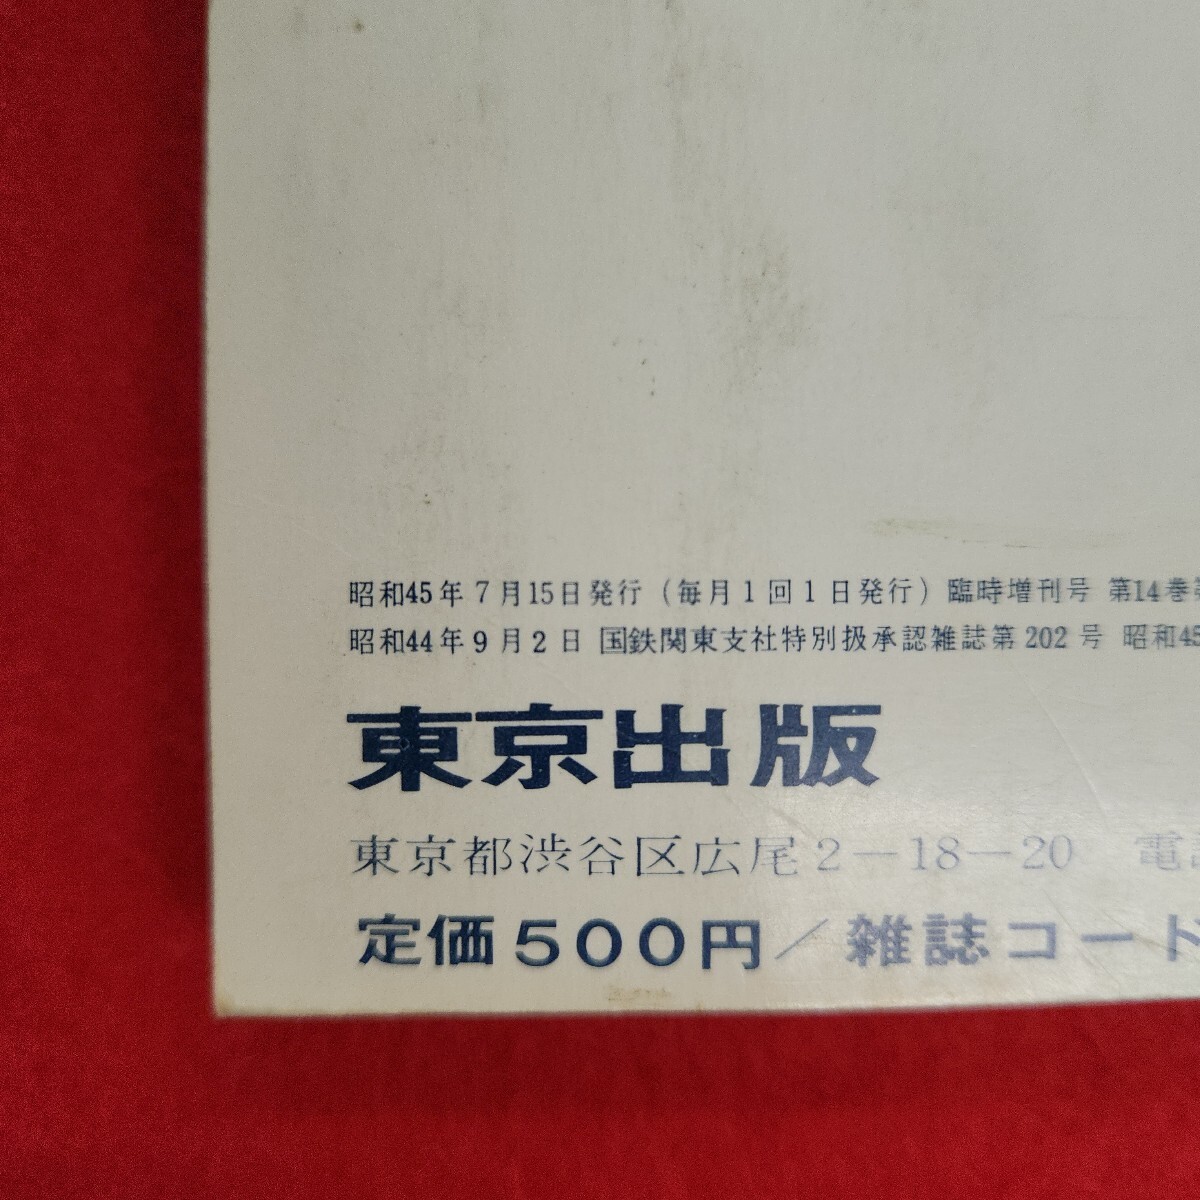 昭和45年7月15日発行（毎月1回1日発行）臨時増刊号 第14巻第
昭和44年9月2日 国鉄関東支社特別扱承認雑誌第202号 昭和45
東京出版
東京都渋谷区広尾2－18－20 電話
定価500円／雑誌コート